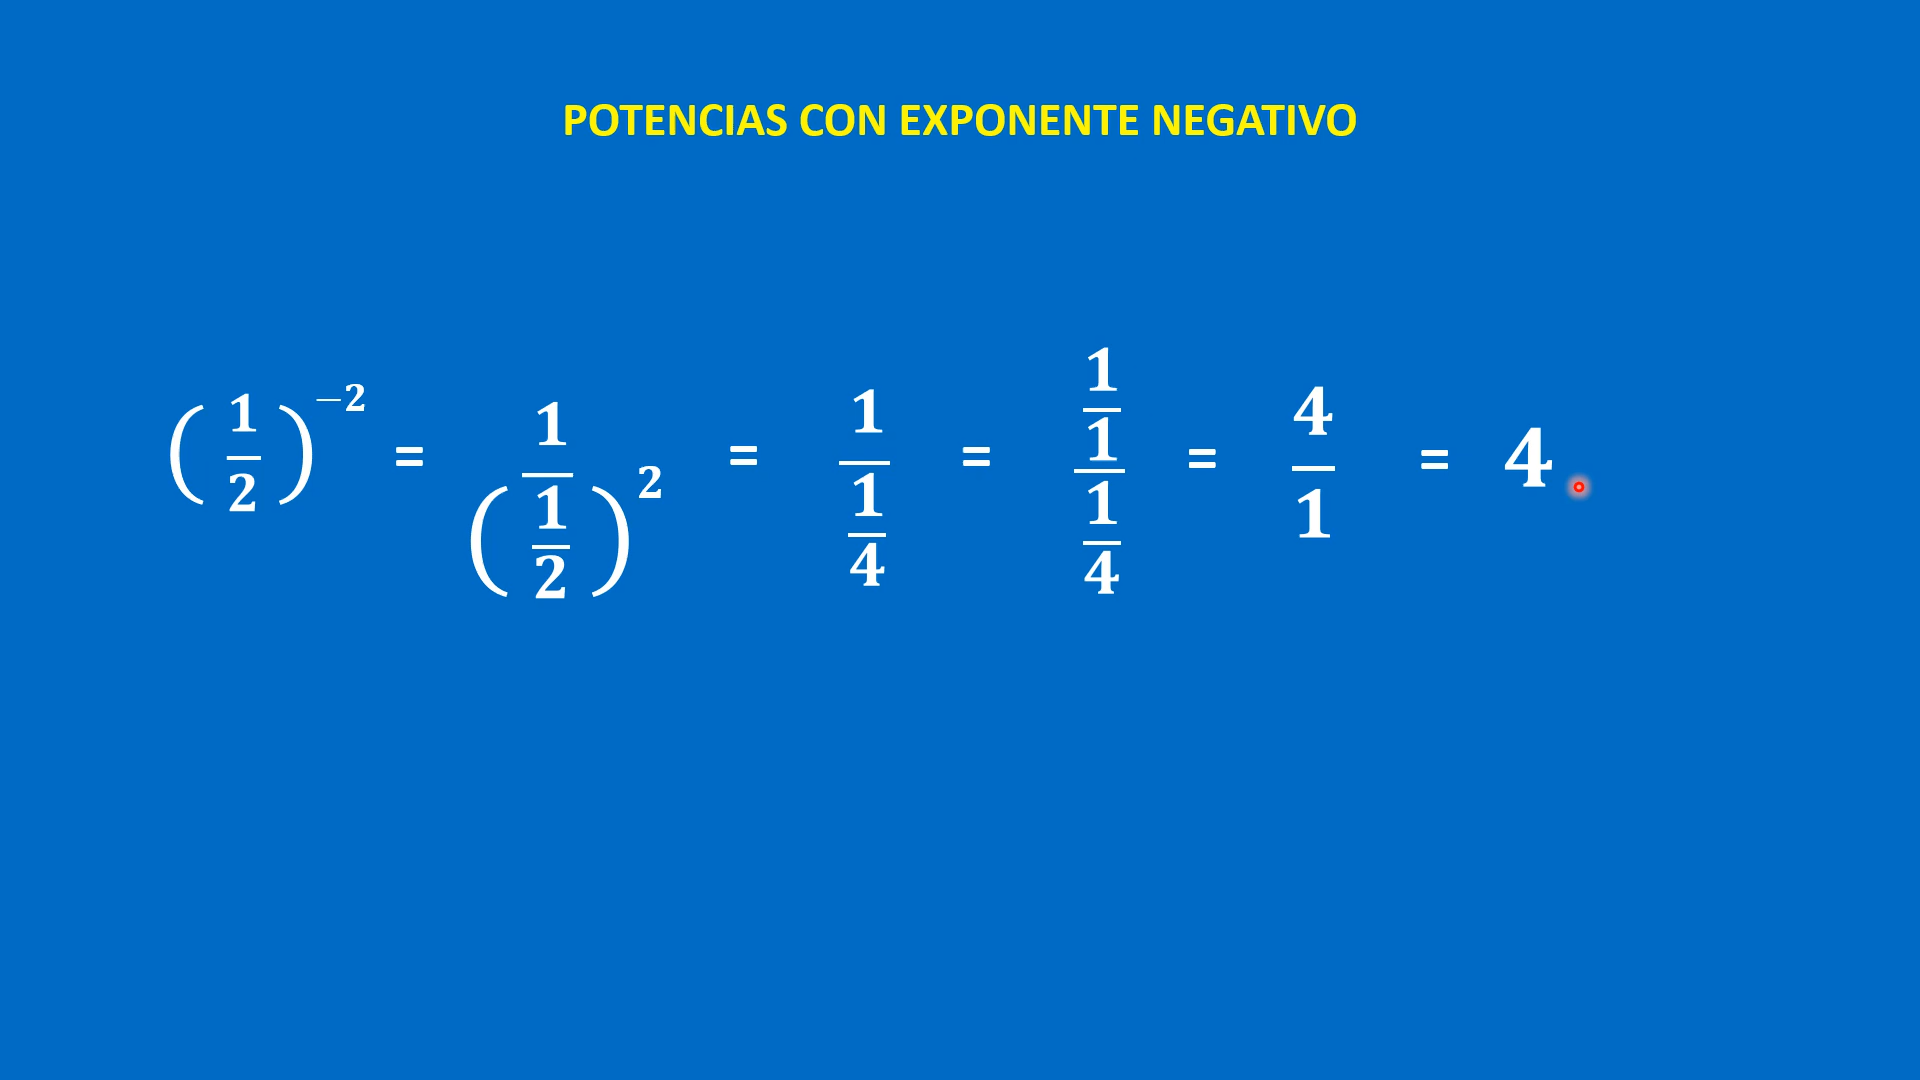 POTENCIAS CON EXPONENTE NEGATIVO
(1/2)^−2 = 1/(1/2)^2 = 1/(1/4) = (1/1)/(1/4) = 4/1 = 4